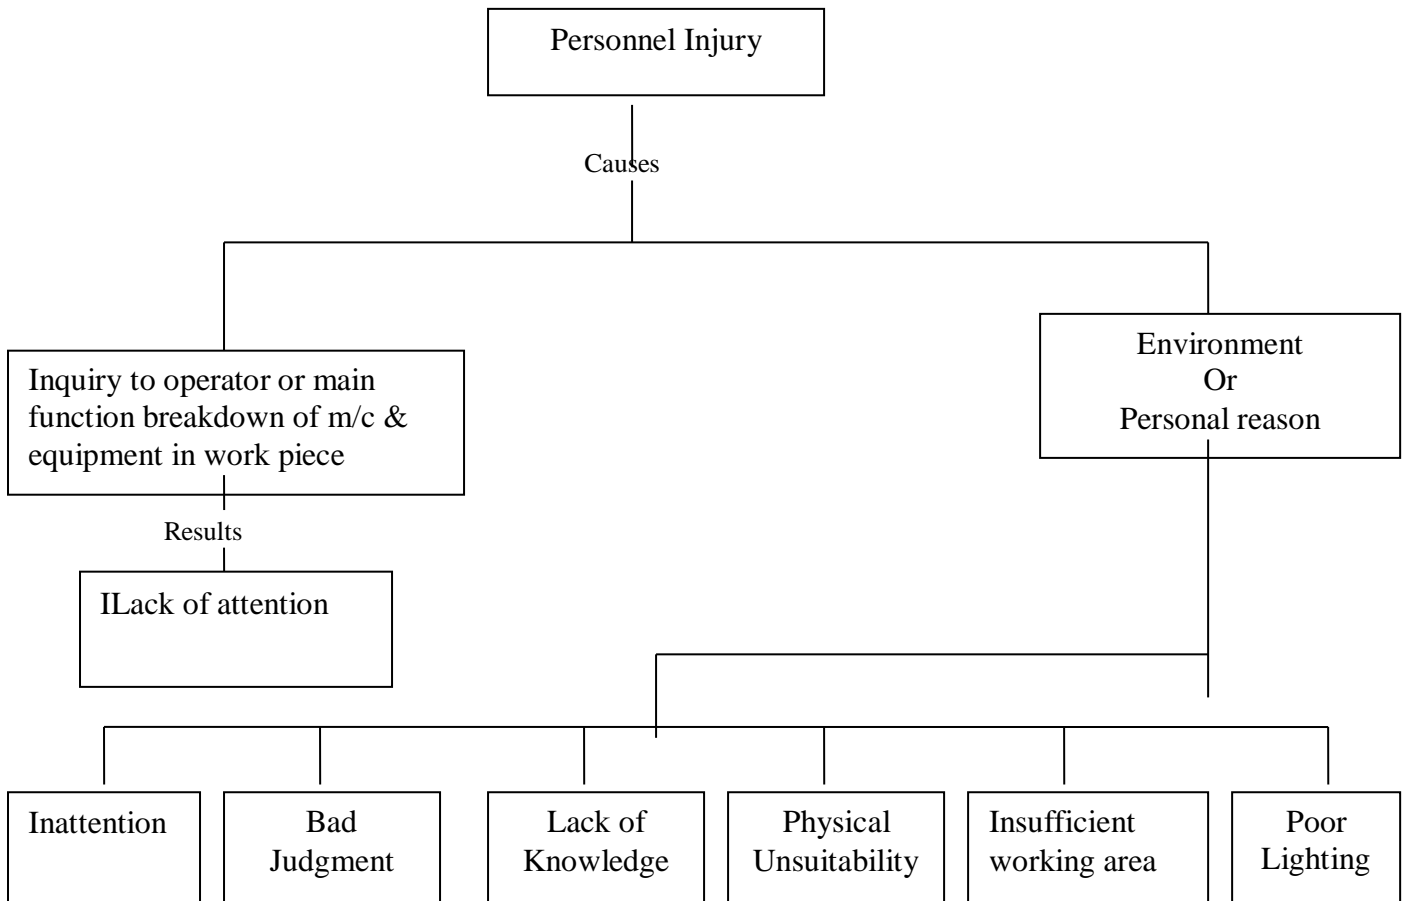 Personnel Injury
Causes
Inquiry to operator or main
function breakdown of m/c &
equipment in work piece
Environment
Or
Personal reason
Results
ILack of attention
Inattention
Bad
Judgment
Lack of
Knowledge
Physical
Unsuitability
Insufficient
working area
Poor
Lighting